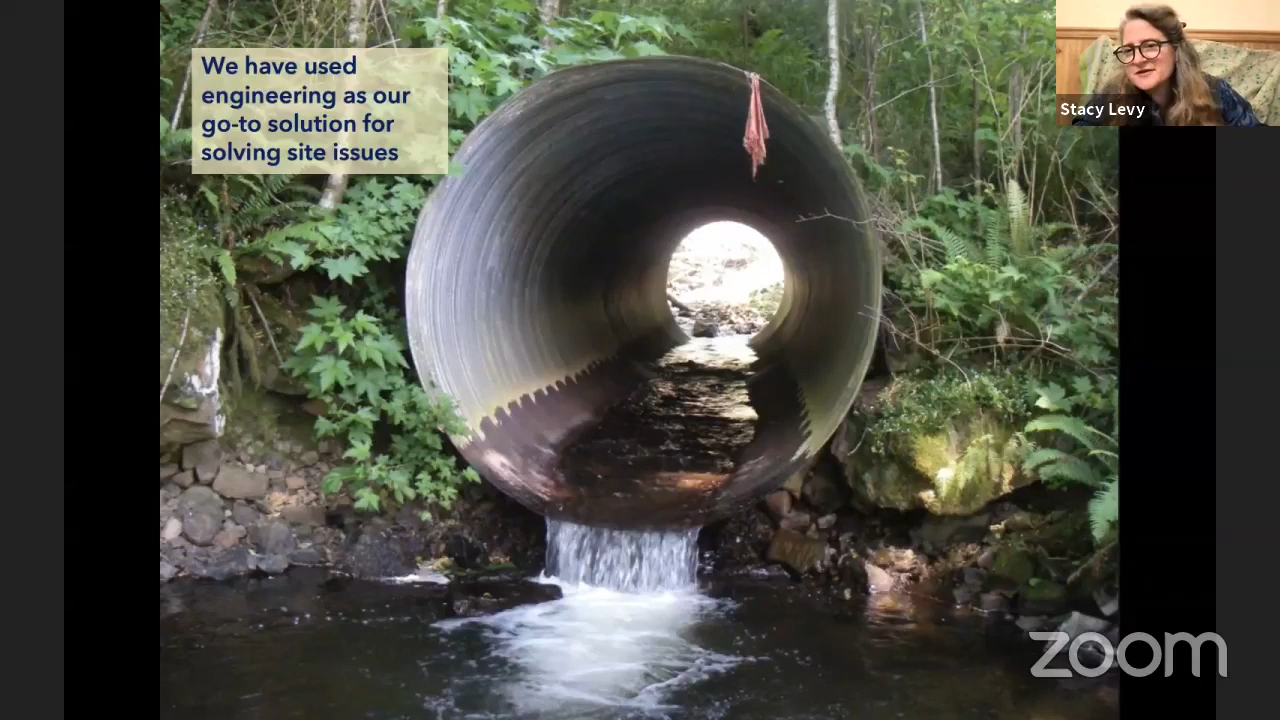 We have used
engineering as our
go-to solution for
solving site issues
Stacy Levy
zoom